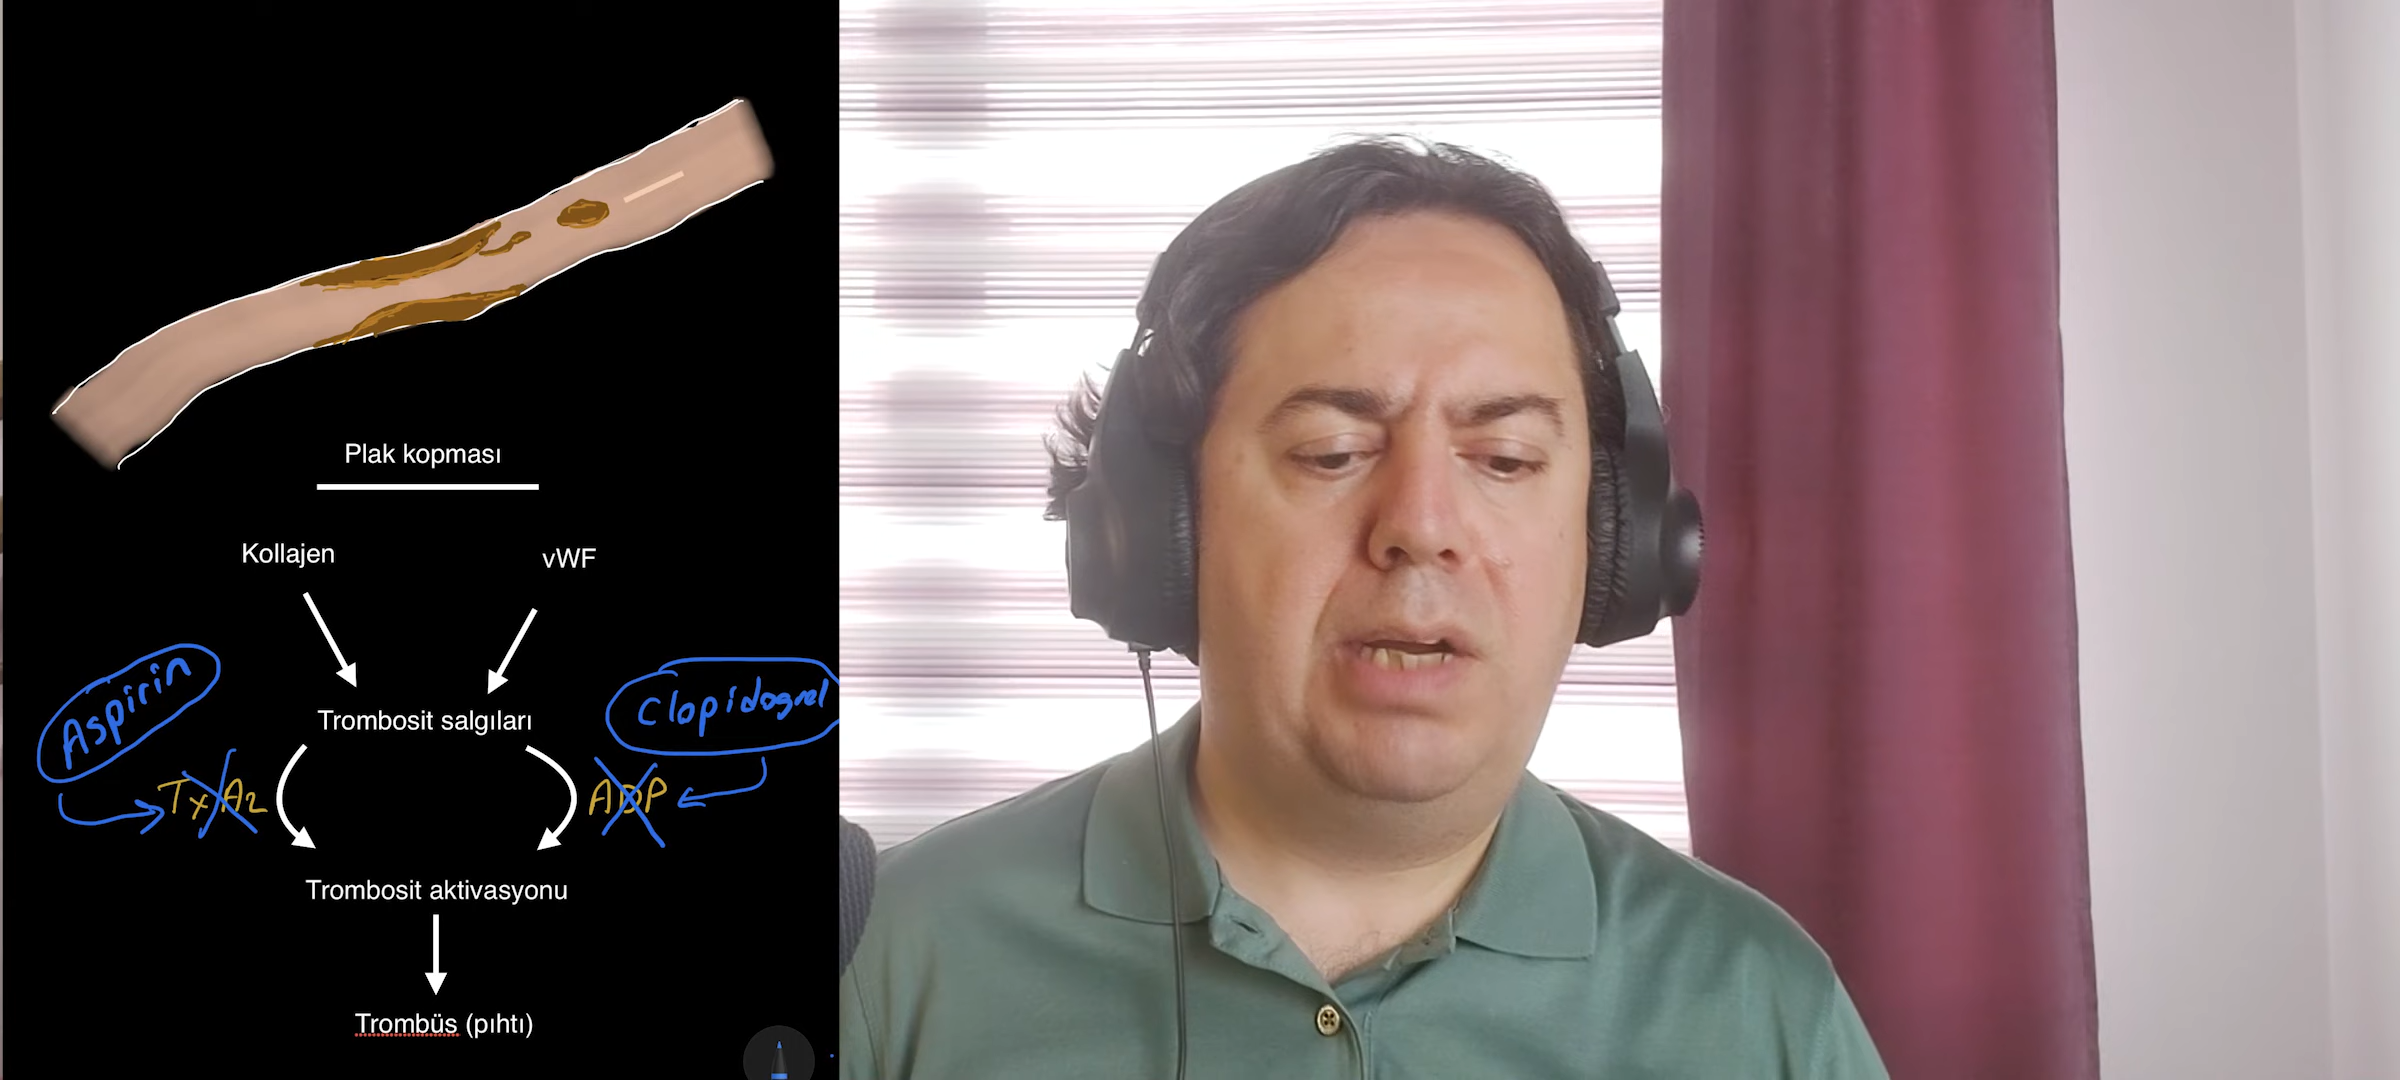 Plak kopması
Kollajen
vWF
Aspirin
Clopidogrel
Trombosit salgıları
TxA2
ADP
Trombosit aktivasyonu
Trombüs (pıhtı)